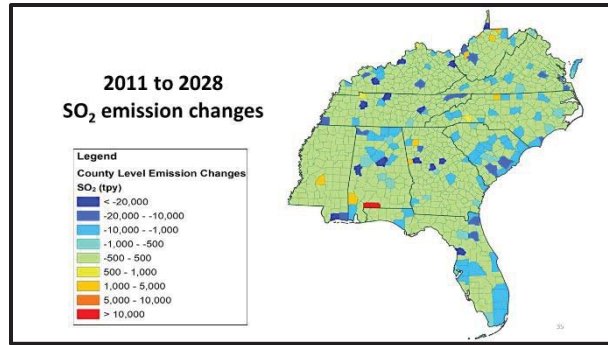 2011 to 2028
SO₂ emission changes
Legend
County Level Emission Changes
SO₂ (tpy)
< -20,000
-20,000 - -10,000
-10,000 - -1,000
-1,000 - -500
-500 - 500
500 - 1,000
1,000 - 5,000
5,000 - 10,000
> 10,000
35